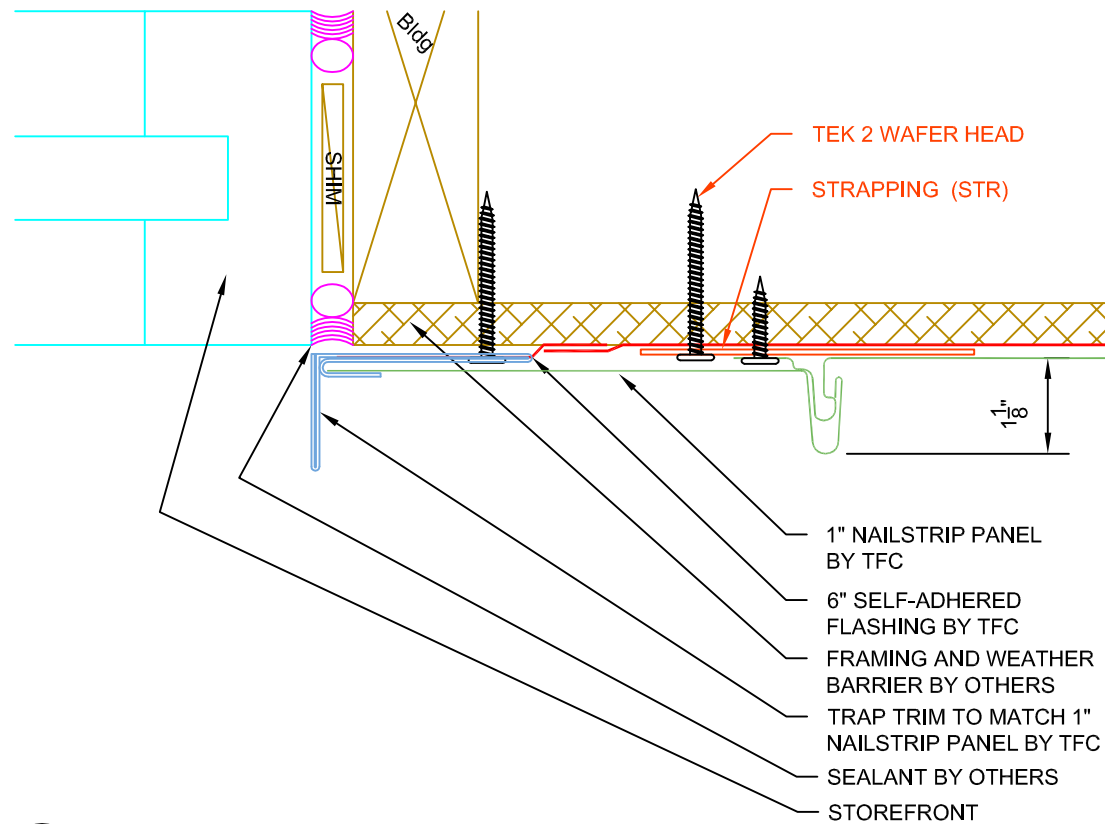 Bldg
SHIM
TEK 2 WAFER HEAD
STRAPPING (STR)
1 1/8"
1" NAILSTRIP PANEL
BY TFC
6" SELF-ADHERED
FLASHING BY TFC
FRAMING AND WEATHER
BARRIER BY OTHERS
TRAP TRIM TO MATCH 1"
NAILSTRIP PANEL BY TFC
SEALANT BY OTHERS
STOREFRONT